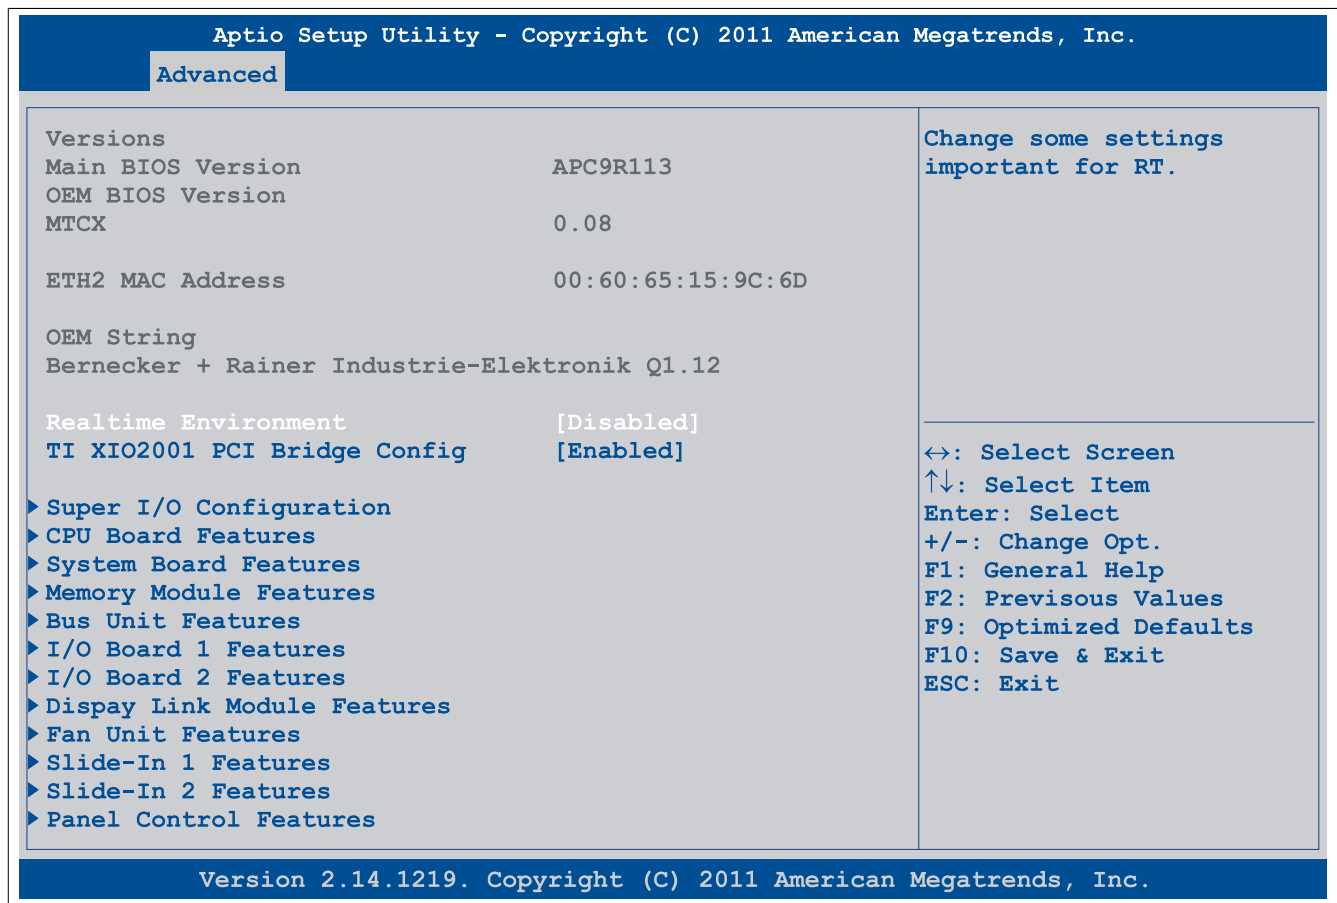 Aptio Setup Utility - Copyright (C) 2011 American Megatrends, Inc.
Advanced
Versions
Main BIOS Version APC9R113
OEM BIOS Version
MTCX 0.08
ETH2 MAC Address 00:60:65:15:9C:6D
OEM String
Bernecker + Rainer Industrie-Elektronik Q1.12
Realtime Environment [Disabled]
TI XIO2001 PCI Bridge Config [Enabled]
Super I/O Configuration
CPU Board Features
System Board Features
Memory Module Features
Bus Unit Features
I/O Board 1 Features
I/O Board 2 Features
Dispay Link Module Features
Fan Unit Features
Slide-In 1 Features
Slide-In 2 Features
Panel Control Features
Change some settings
important for RT.
↔: Select Screen
↑↓: Select Item
Enter: Select
+/-: Change Opt.
F1: General Help
F2: Previsous Values
F9: Optimized Defaults
F10: Save & Exit
ESC: Exit
Version 2.14.1219. Copyright (C) 2011 American Megatrends, Inc.